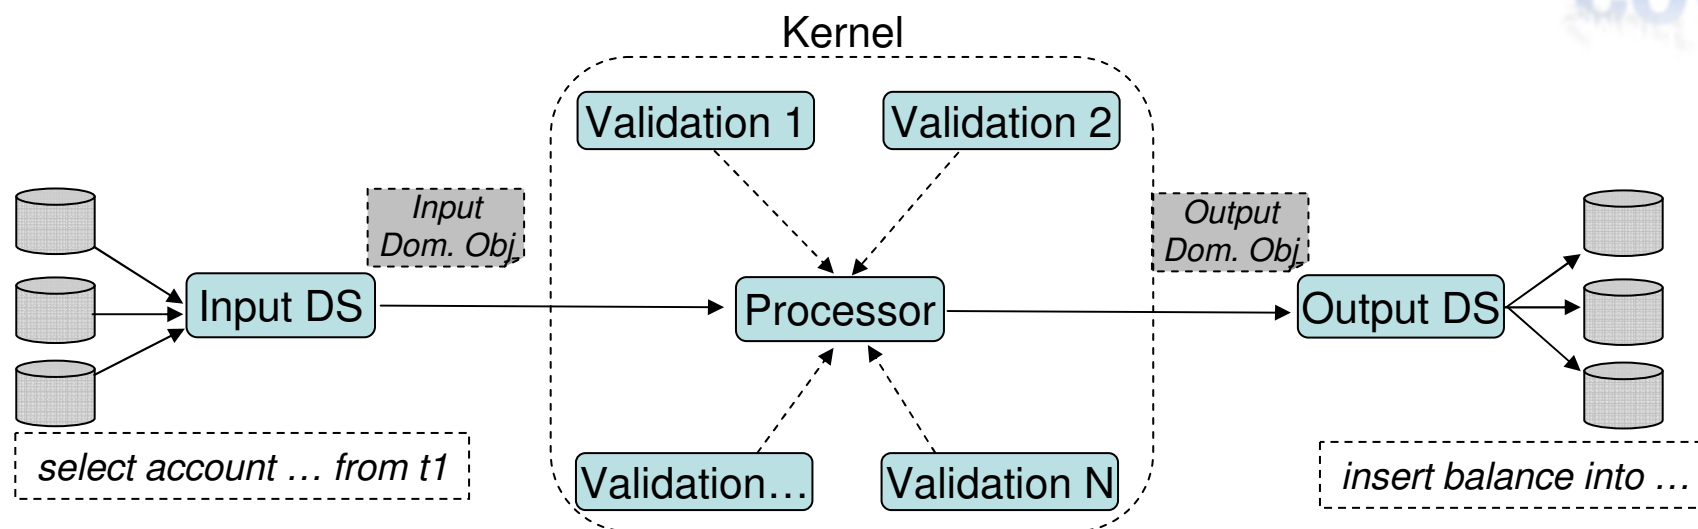 Kernel
Validation 1
Validation 2
Input
Dom. Obj
Output
Dom. Obj
Input DS
Processor
Output DS
select account … from t1
Validation…
Validation N
insert balance into …